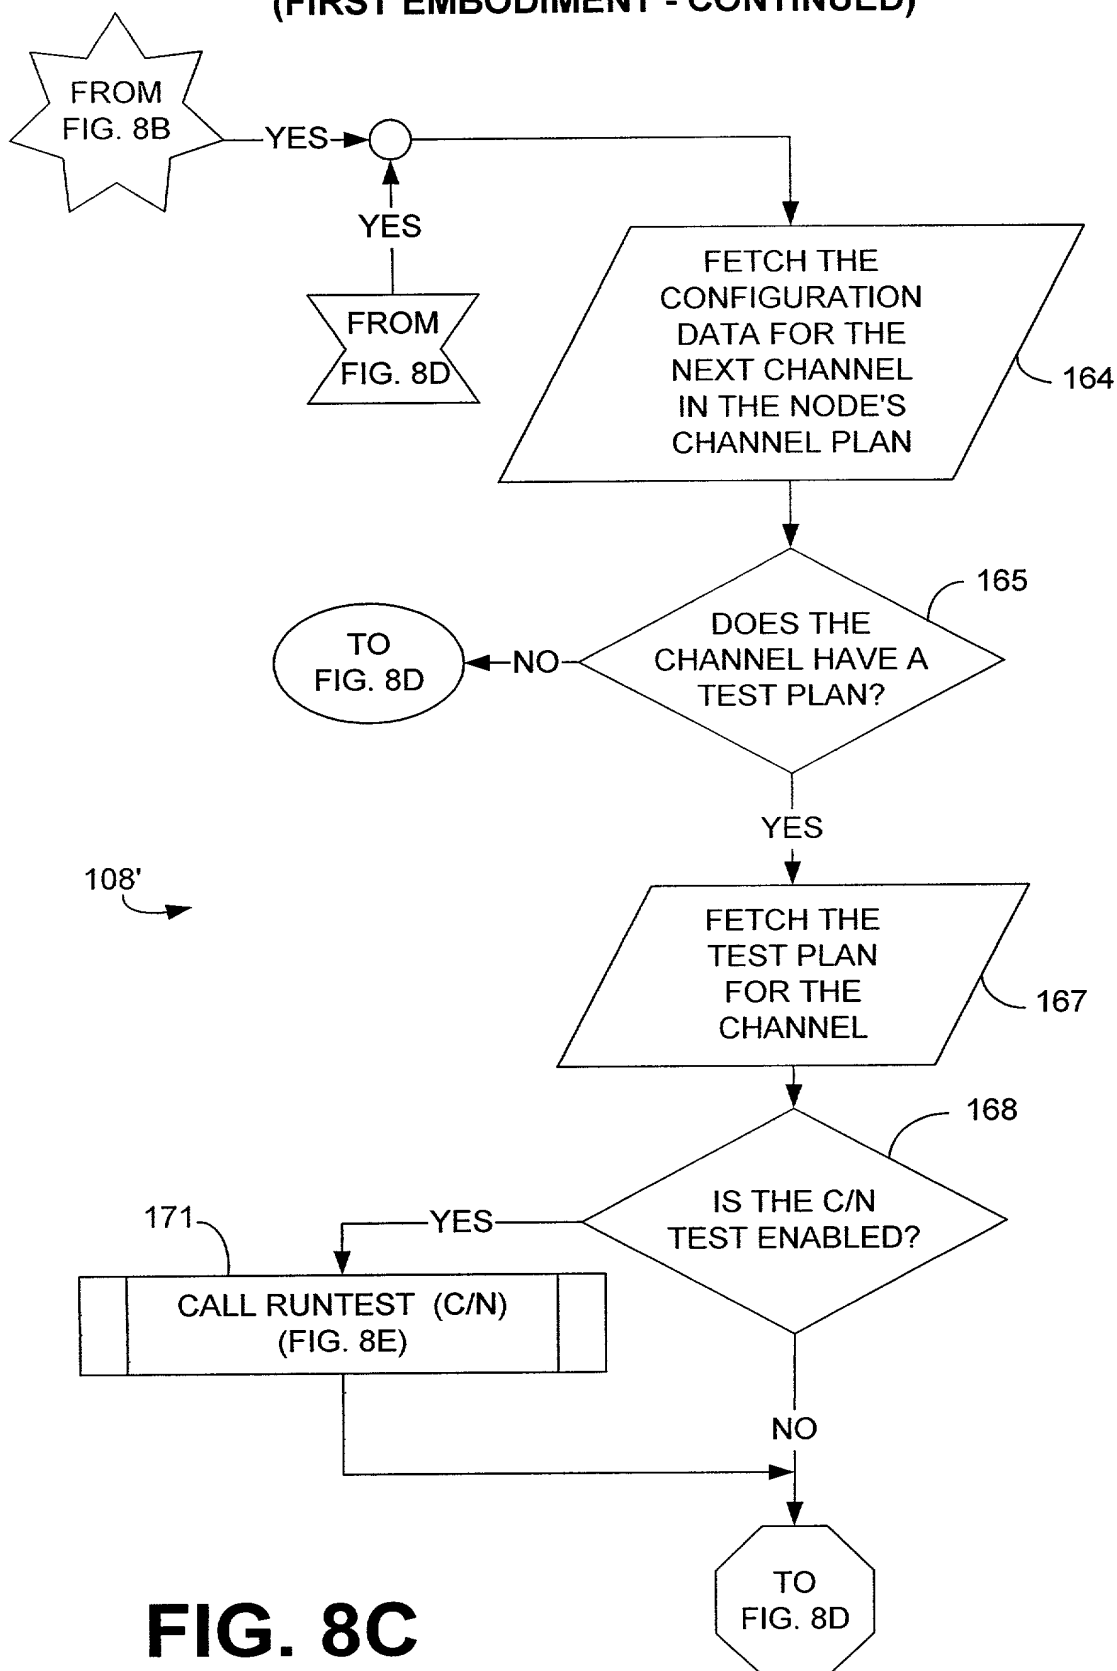 (FIRST EMBODIMENT - CONTINUED)
FROM
FIG. 8B
YES
YES
FROM
FIG. 8D
FETCH THE
CONFIGURATION
DATA FOR THE
NEXT CHANNEL
IN THE NODE'S
CHANNEL PLAN
164
165
DOES THE
CHANNEL HAVE A
TEST PLAN?
NO
TO
FIG. 8D
YES
108'
FETCH THE
TEST PLAN
FOR THE
CHANNEL
167
168
IS THE C/N
TEST ENABLED?
YES
171
CALL RUNTEST (C/N)
(FIG. 8E)
NO
TO
FIG. 8D
FIG. 8C